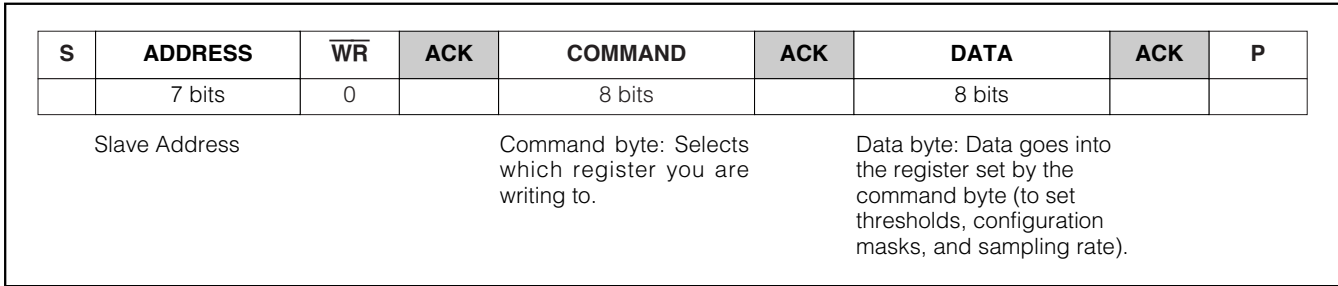 S ADDRESS WR ACK COMMAND ACK DATA ACK P
7 bits 0 8 bits 8 bits
Slave Address
Command byte: Selects
which register you are
writing to.
Data byte: Data goes into
the register set by the
command byte (to set
thresholds, configuration
masks, and sampling rate).